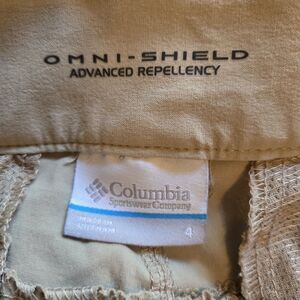 OMNI-SHIELD
ADVANCED REPELLENCY
Columbia
Sportswear Company
4